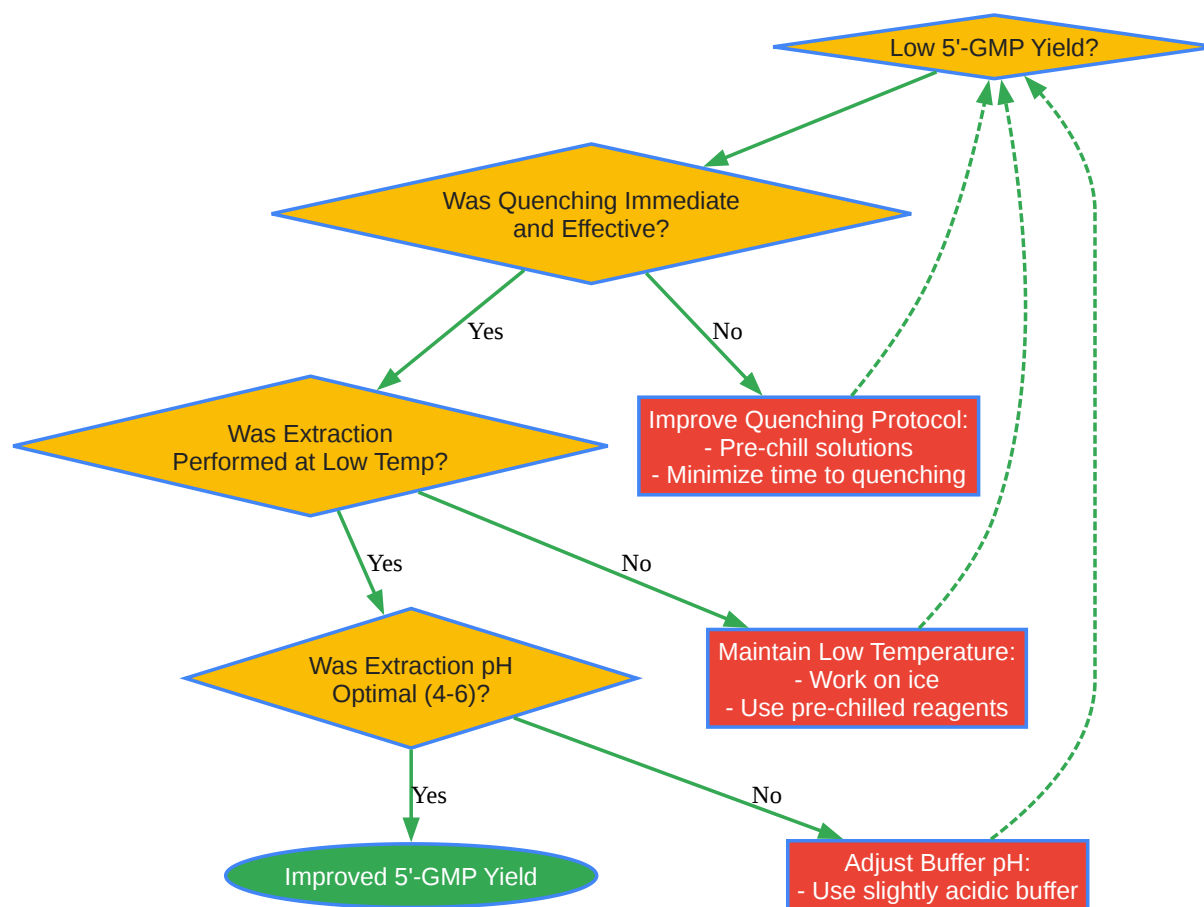 Low 5'-GMP Yield?
Was Quenching Immediate
and Effective?
Yes
No
Was Extraction
Performed at Low Temp?
Improve Quenching Protocol:
- Pre-chill solutions
- Minimize time to quenching
Yes
No
Was Extraction pH
Optimal (4-6)?
Maintain Low Temperature:
- Work on ice
- Use pre-chilled reagents
Yes
No
Improved 5'-GMP Yield
Adjust Buffer pH:
- Use slightly acidic buffer